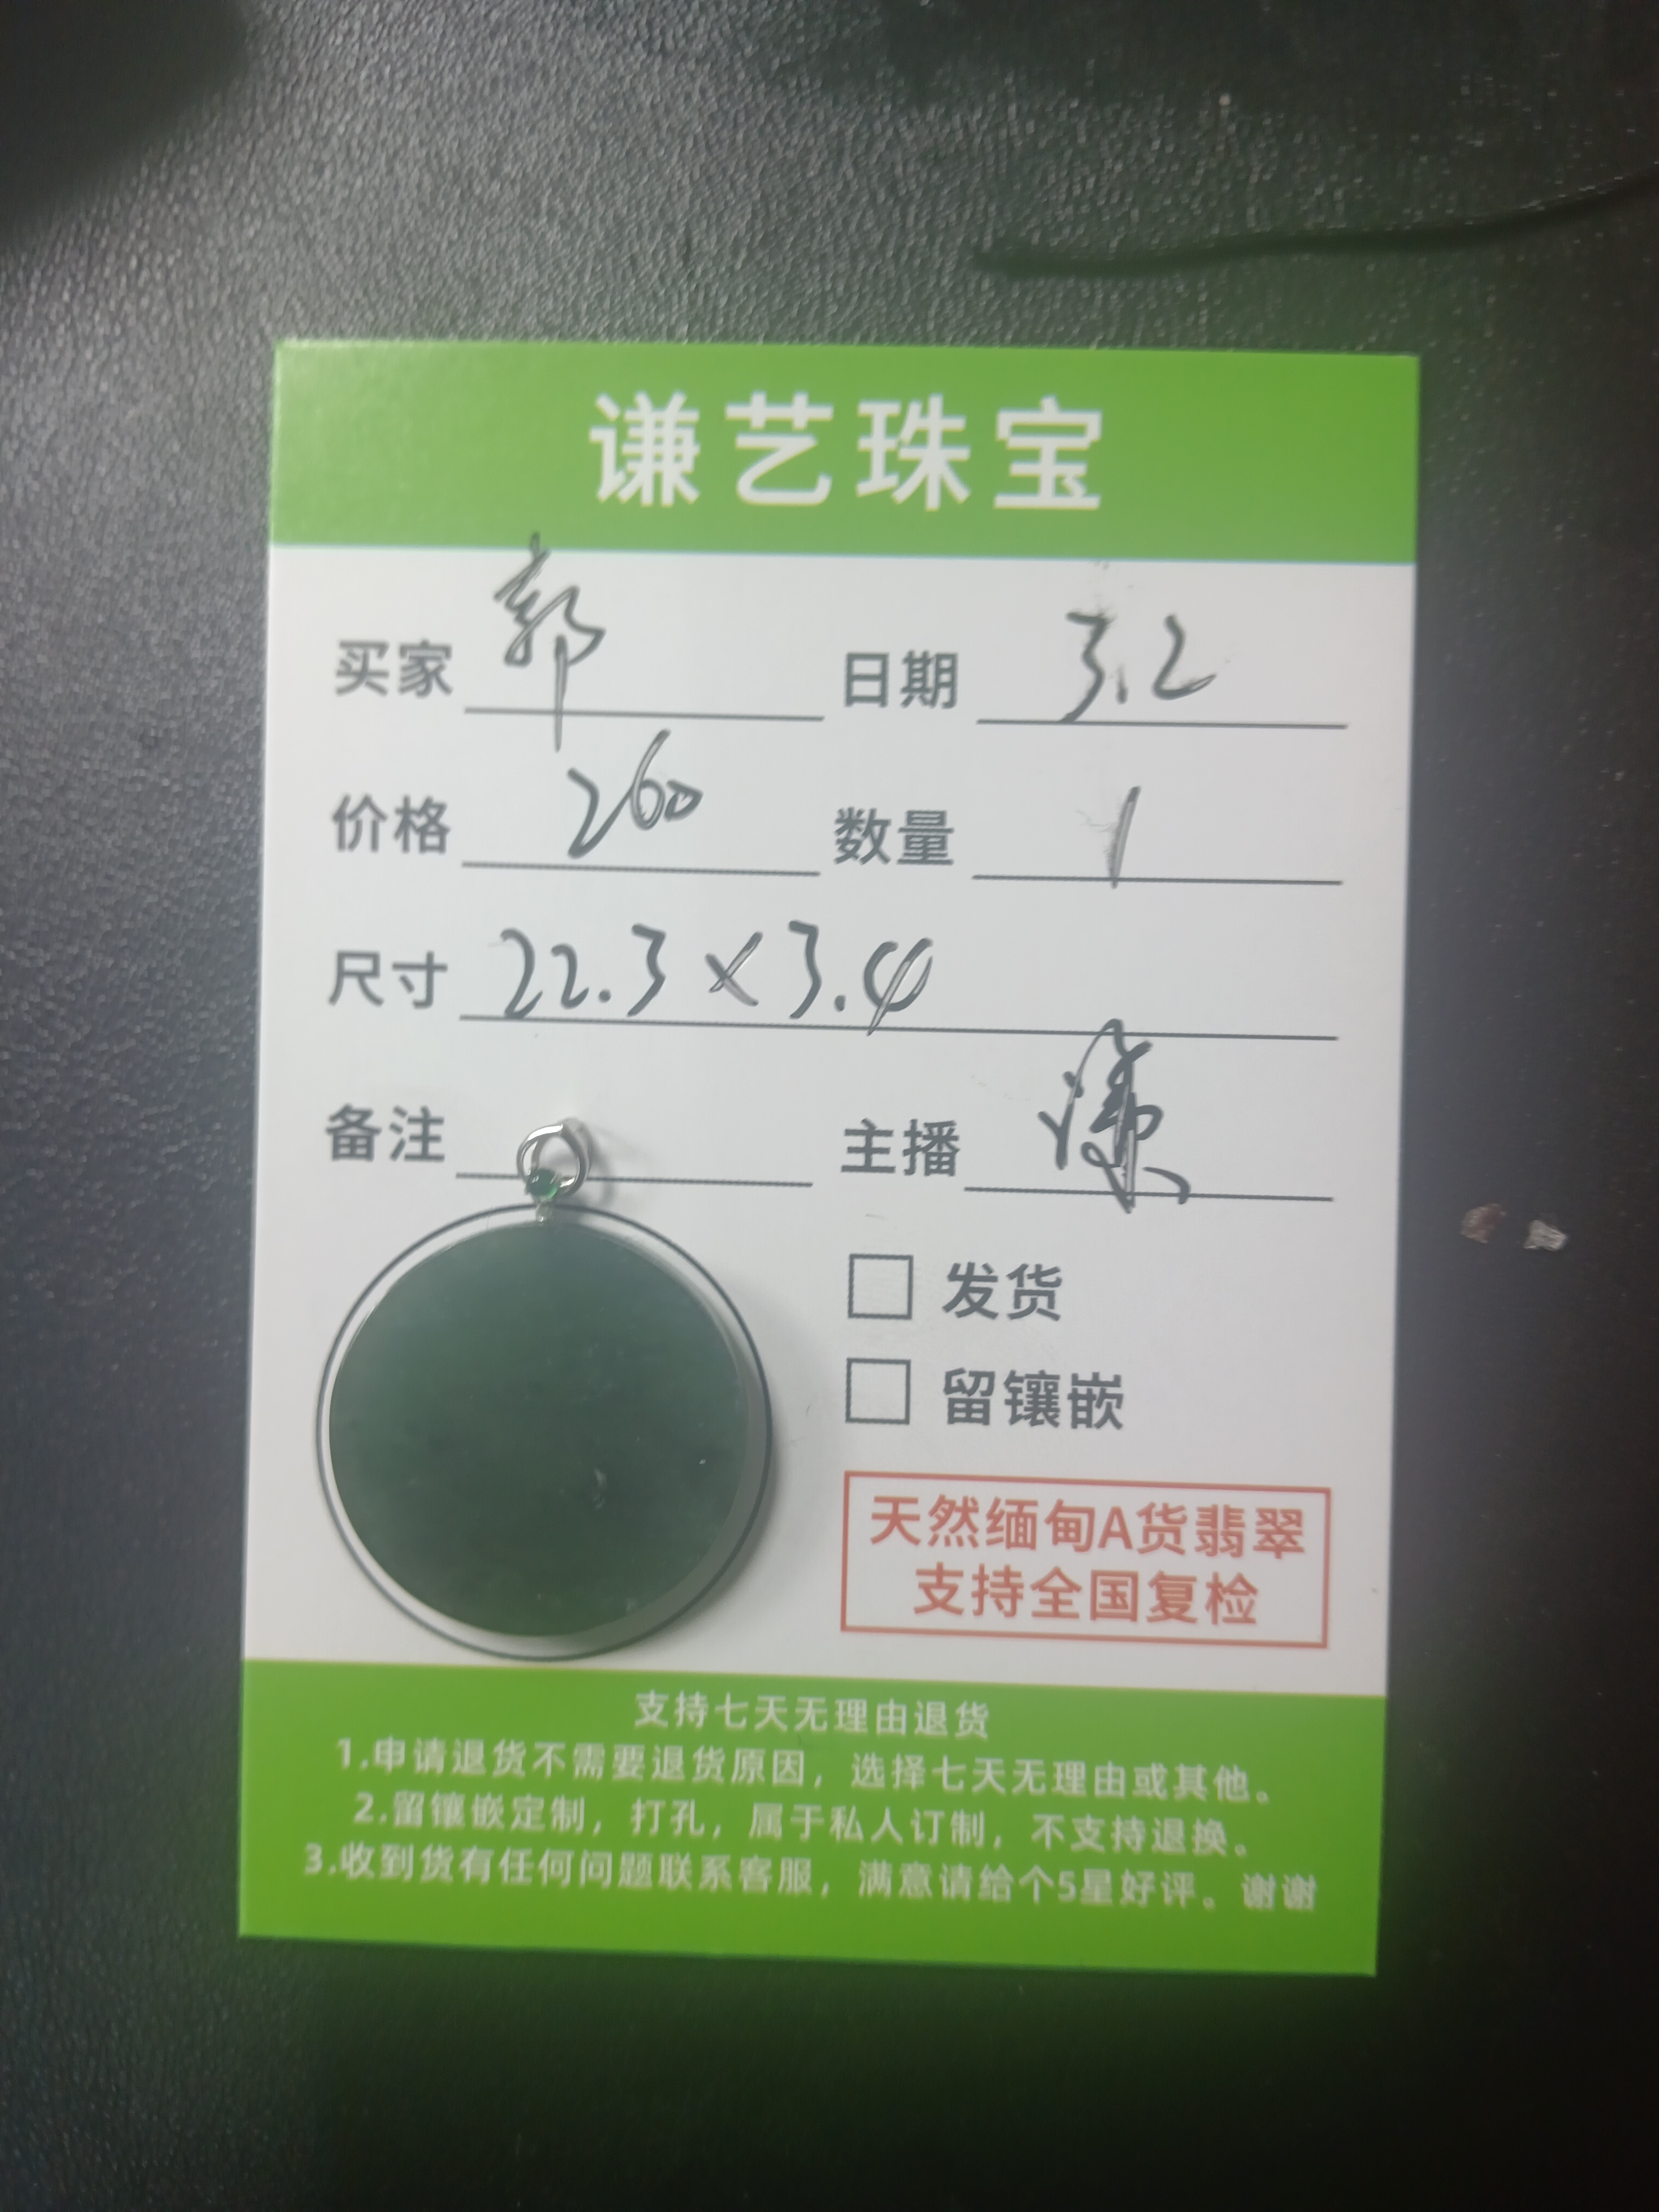 谦艺珠宝
买家 郭 日期 3.2
价格 260 数量 1
尺寸 22.3×3.4
备注 主播 谦
发货
留镶嵌
天然缅甸A货翡翠
支持全国复检
支持七天无理由退货
1.申请退货不需要退货原因，选择七天无理由或其他。
2.留镶嵌定制，打孔，属于私人订制，不支持退换。
3.收到货有任何问题联系客服，满意请给个5星好评。谢谢